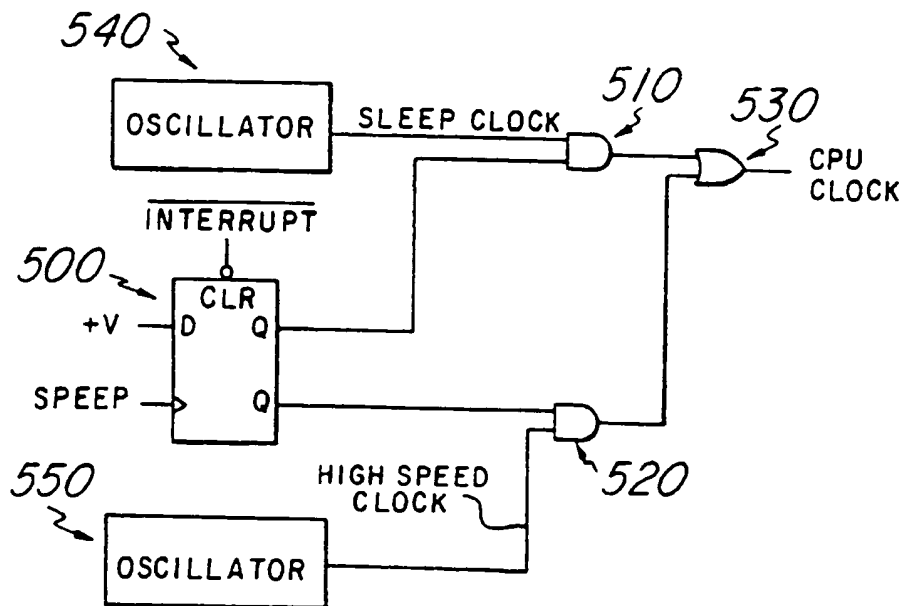 540
OSCILLATOR
SLEEP CLOCK
510
530
CPU
CLOCK
INTERRUPT
500
CLR
+V
D
Q
SPEEP
Q
520
HIGH SPEED
CLOCK
550
OSCILLATOR